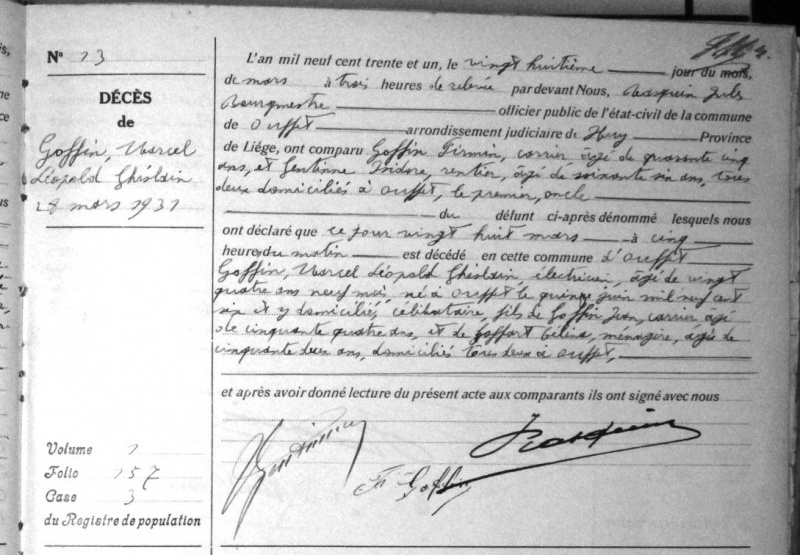 Nº 13
DÉCÈS
de
Goffin, Marcel
Léopold Ghislain
28 mars 1931
Volume 1
Folio 157
Case 3
du Registre de population
L'an mil neuf cent trente et un, le vingt huitième jour du mois,
de mars à trois heures de relevée par devant Nous, Rasquin Jules
Bourgmestre officier public de l'état-civil de la commune
de Ouffet arrondissement judiciaire de Huy Province
de Liége, ont comparu Goffin Firmin, carrier, âgé de quarante cinq
ans, et Gentinne Isidore, rentier, âgé de soixante six ans, tous
deux domiciliés à Ouffet, le premier, oncle
du défunt ci-après dénommé lesquels nous
ont déclaré que ce jour vingt huit mars à cinq
heures du matin est décédé en cette commune d'Ouffet
Goffin, Marcel Léopold Ghislain électricien, âgé de vingt
quatre ans neuf mois né à Ouffet le quinze juin mil neuf cent
six et y domicilié, célibataire, fils de Goffin Jean, carrier âgé
de cinquante quatre ans, et de Goffart Célina, ménagère, âgée de
cinquante deux ans, domiciliés tous deux à Ouffet,
et après avoir donné lecture du présent acte aux comparants ils ont signé avec nous
J Rasquin
Fi Goffin